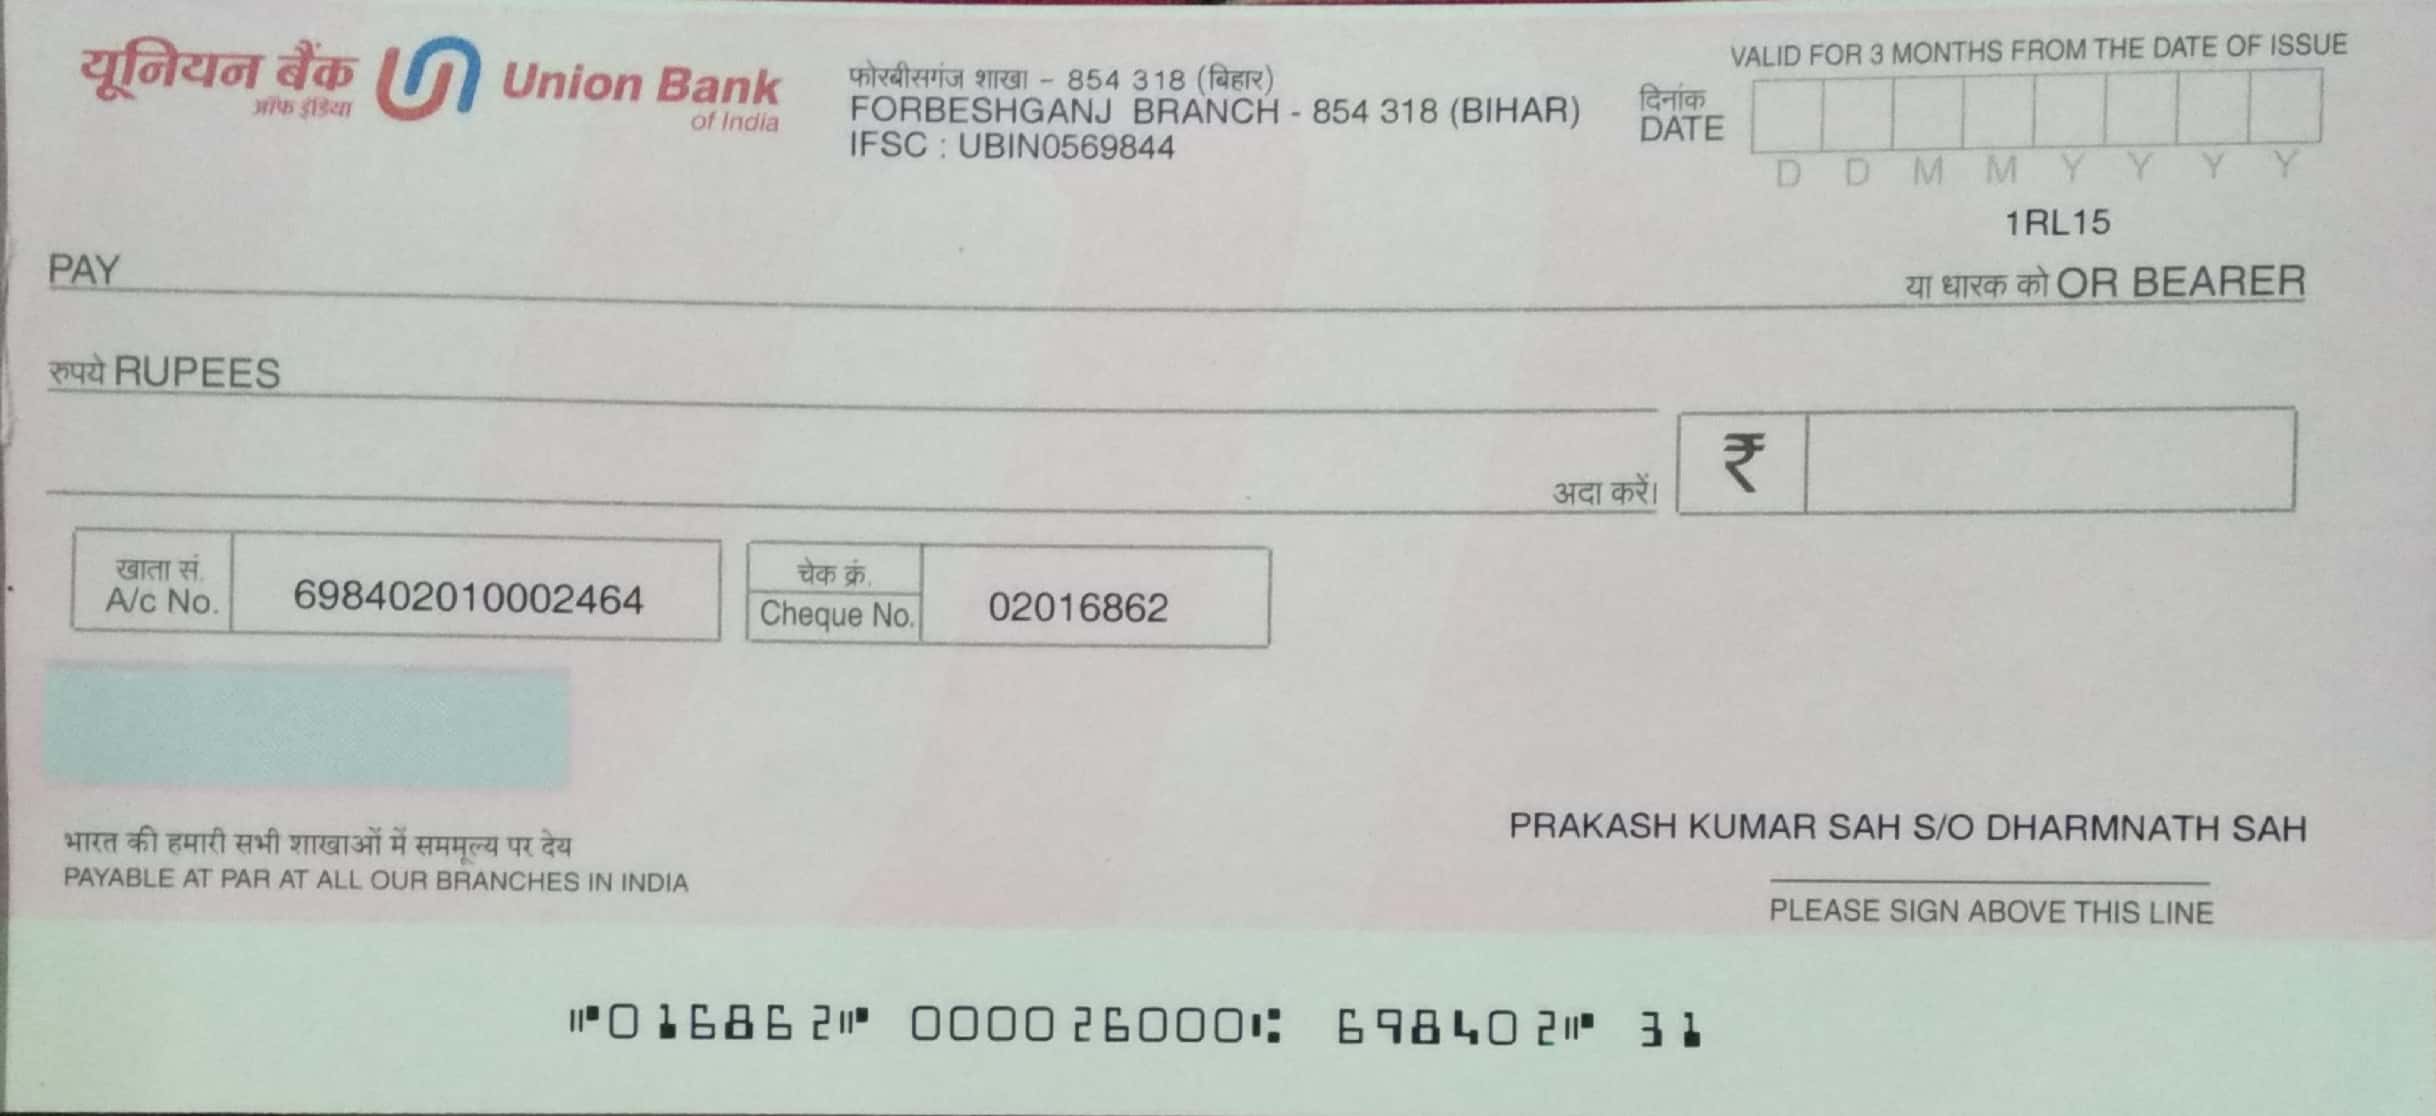 यूनियन बैंक
ऑफ इंडिया
Union Bank
of India
फोरबीसगंज शाखा – 854 318 (बिहार)
FORBESHGANJ BRANCH - 854 318 (BIHAR)
IFSC : UBIN0569844
VALID FOR 3 MONTHS FROM THE DATE OF ISSUE
दिनांक
DATE
D D M M Y Y Y Y
1RL15
PAY
या धारक को OR BEARER
रुपये RUPEES
अदा करें।
₹
खाता सं.
A/c No.
698402010002464
चेक क्रं.
Cheque No.
02016862
भारत की हमारी सभी शाखाओं में सममूल्य पर देय
PAYABLE AT PAR AT ALL OUR BRANCHES IN INDIA
PRAKASH KUMAR SAH S/O DHARMNATH SAH
PLEASE SIGN ABOVE THIS LINE
⑈016862⑈ 000026000⑆ 698402⑈ 31